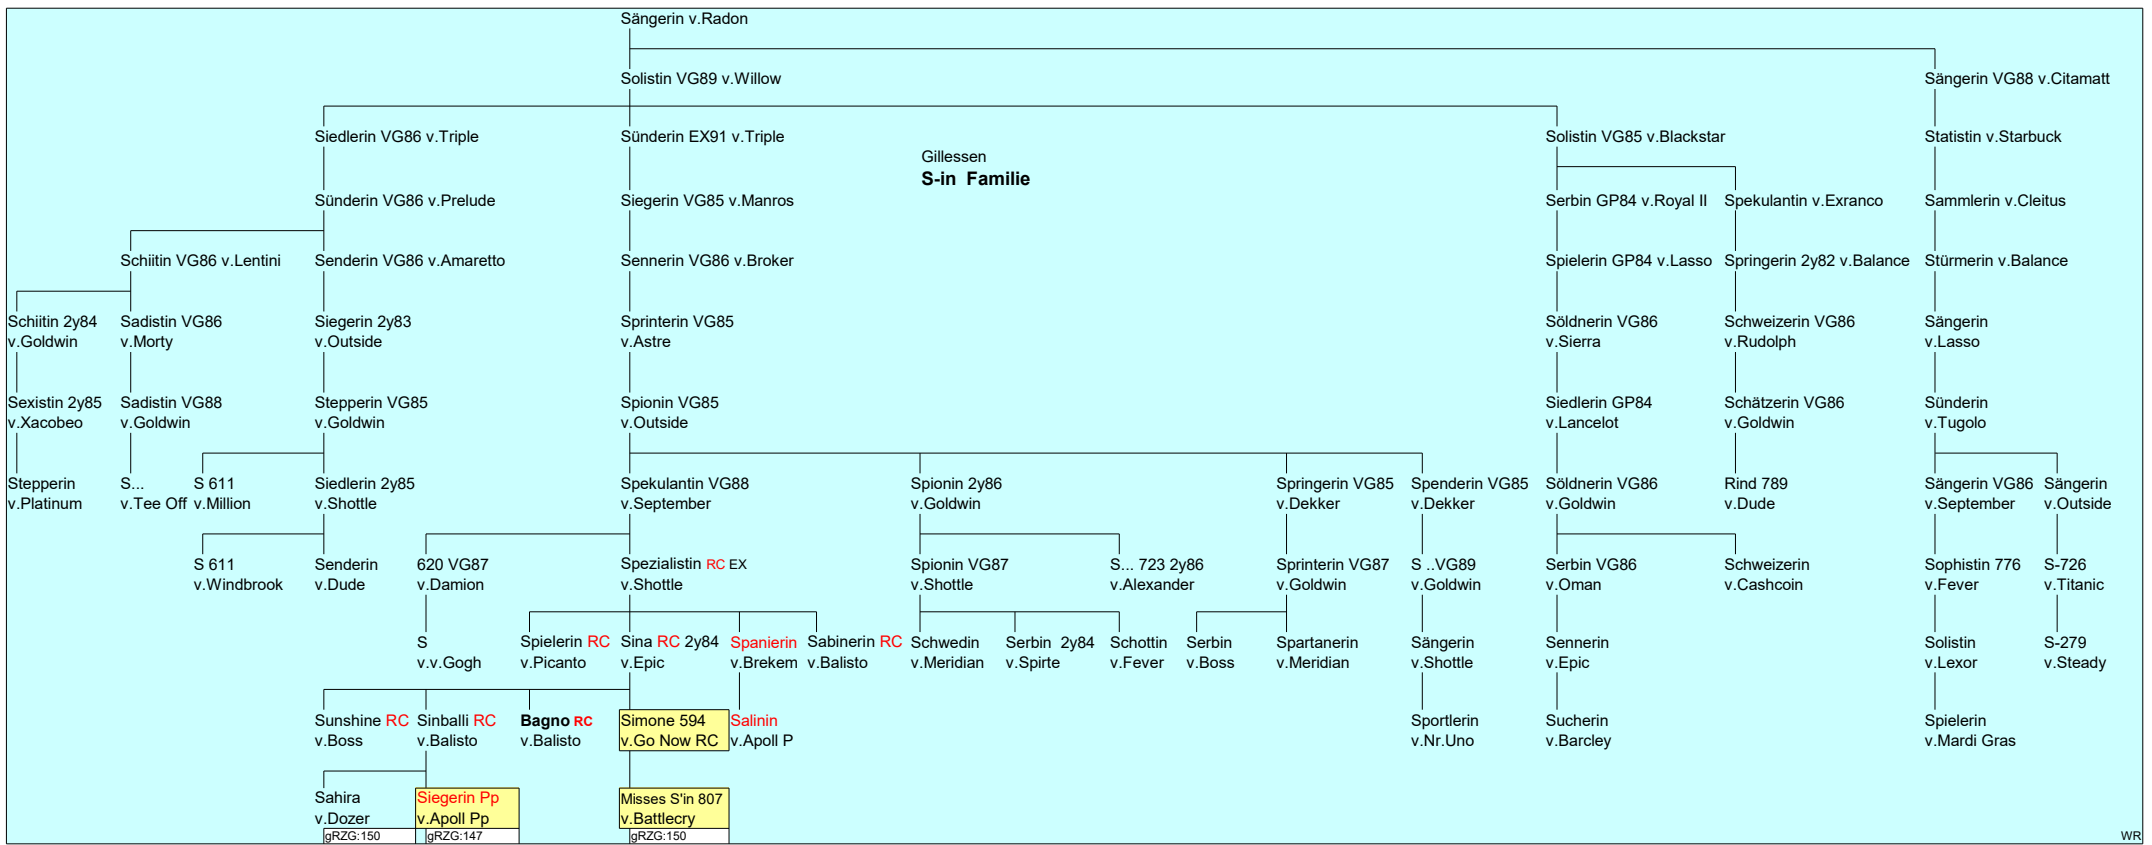 Sängerin v.Radon
Solistin VG89 v.Willow
Sängerin VG88 v.Citamatt
Siedlerin VG86 v.Triple
Sünderin EX91 v.Triple
Solistin VG85 v.Blackstar
Statistin v.Starbuck
Gillessen
S-in Familie
Sünderin VG86 v.Prelude
Siegerin VG85 v.Manros
Serbin GP84 v.Royal II
Spekulantin v.Exranco
Sammlerin v.Cleitus
Schiitin VG86 v.Lentini
Senderin VG86 v.Amaretto
Sennerin VG86 v.Broker
Spielerin GP84 v.Lasso
Springerin 2y82 v.Balance
Stürmerin v.Balance
Schiitin 2y84
v.Goldwin
Sadistin VG86
v.Morty
Siegerin 2y83
v.Outside
Sprinterin VG85
v.Astre
Söldnerin VG86
v.Sierra
Schweizerin VG86
v.Rudolph
Sängerin
v.Lasso
Sexistin 2y85
v.Xacobeo
Sadistin VG88
v.Goldwin
Stepperin VG85
v.Goldwin
Spionin VG85
v.Outside
Siedlerin GP84
v.Lancelot
Schätzerin VG86
v.Goldwin
Sünderin
v.Tugolo
Stepperin
v.Platinum
S...
v.Tee Off
S 611
v.Million
Siedlerin 2y85
v.Shottle
Spekulantin VG88
v.September
Spionin 2y86
v.Goldwin
Springerin VG85
v.Dekker
Spenderin VG85
v.Dekker
Söldnerin VG86
v.Goldwin
Rind 789
v.Dude
Sängerin VG86
v.September
Sängerin
v.Outside
S 611
v.Windbrook
Senderin
v.Dude
620 VG87
v.Damion
Spezialistin RC EX
v.Shottle
Spionin VG87
v.Shottle
S... 723 2y86
v.Alexander
Sprinterin VG87
v.Goldwin
S ..VG89
v.Goldwin
Serbin VG86
v.Oman
Schweizerin
v.Cashcoin
Sophistin 776
v.Fever
S-726
v.Titanic
S
v.v.Gogh
Spielerin RC
v.Picanto
Sina RC 2y84
v.Epic
Spanierin
v.Brekem
Sabinerin RC
v.Balisto
Schwedin
v.Meridian
Serbin 2y84
v.Spirte
Schottin
v.Fever
Serbin
v.Boss
Spartanerin
v.Meridian
Sängerin
v.Shottle
Sennerin
v.Epic
Solistin
v.Lexor
S-279
v.Steady
Sunshine RC
v.Boss
Sinballi RC
v.Balisto
Bagno RC
v.Balisto
Simone 594
v.Go Now RC
Salinin
v.Apoll P
Sportlerin
v.Nr.Uno
Sucherin
v.Barcley
Spielerin
v.Mardi Gras
Sahira
v.Dozer
gRZG:150
Siegerin Pp
v.Apoll Pp
gRZG:147
Misses S'in 807
v.Battlecry
gRZG:150
WR